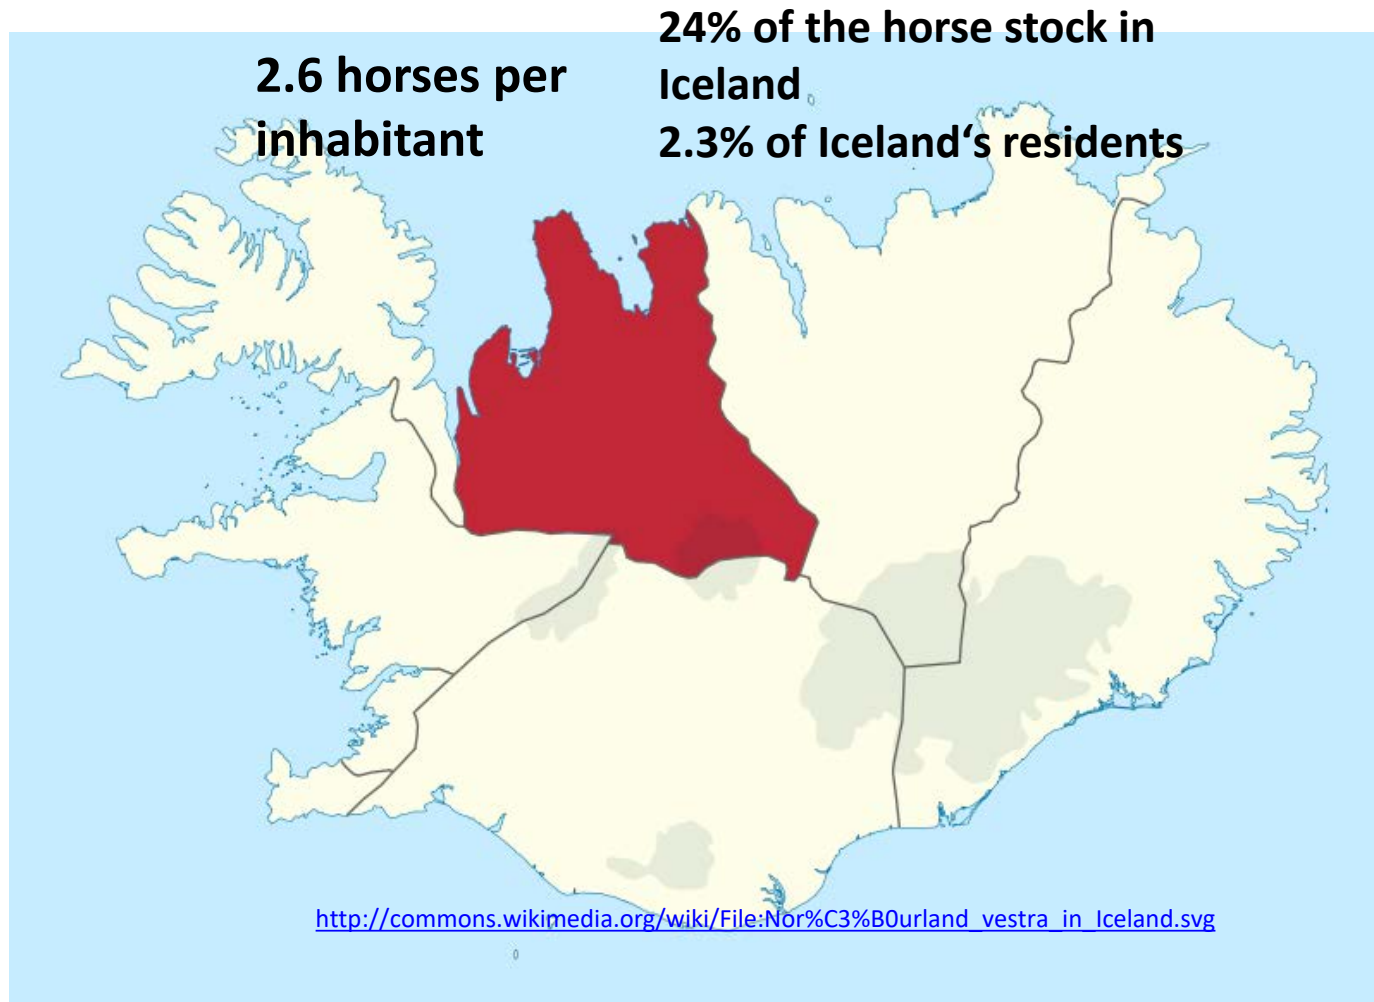 2.6 horses per
inhabitant
24% of the horse stock in
Iceland
2.3% of Iceland‘s residents
http://commons.wikimedia.org/wiki/File:Nor%C3%B0urland_vestra_in_Iceland.svg